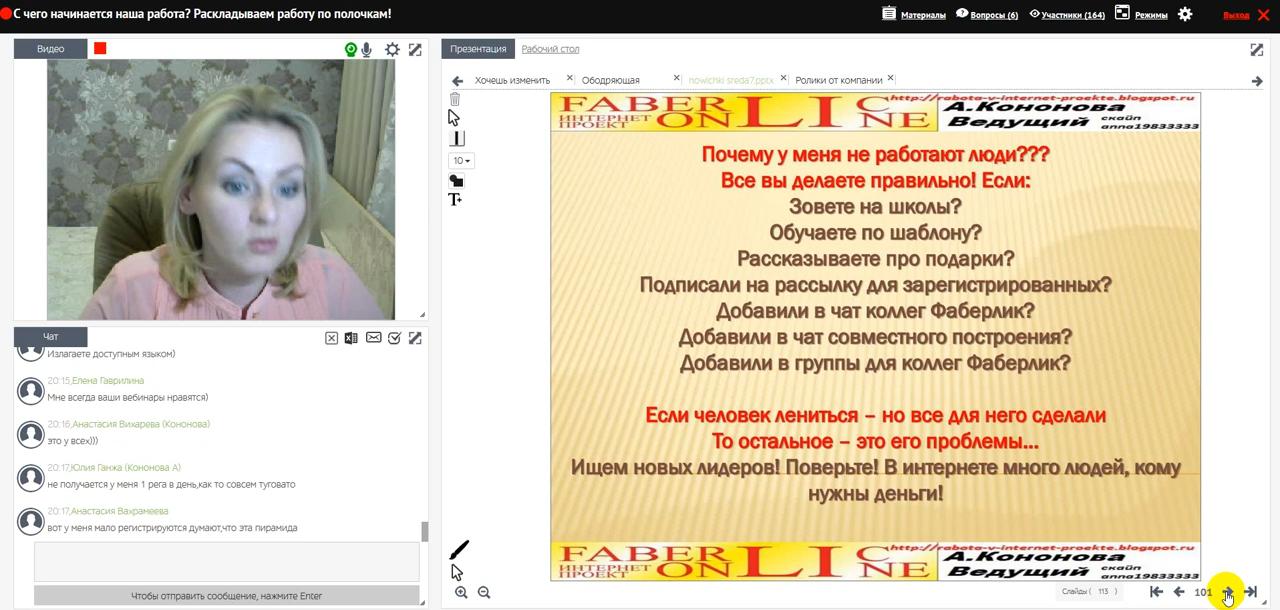 С чего начинается наша работа? Раскладываем работу по полочкам!
Материалы
Вопросы (6)
Участники (164)
Режимы
Выход
Видео
Презентация
Рабочий стол
Хочешь изменить
Ободряющая
nowichki sreda7.pptx
Ролики от компании
10
FABERLIC
ONLINE
ИНТЕРНЕТ
ПРОЕКТ
http://rabota-v-internet-proekte.blogspot.ru
А.Кононова
Ведущий
скайп
anna19833333
Почему у меня не работают люди???
Все вы делаете правильно! Если:
Зовете на школы?
Обучаете по шаблону?
Рассказываете про подарки?
Подписали на рассылку для зарегистрированных?
Добавили в чат коллег Фаберлик?
Добавили в чат совместного построения?
Добавили в группы для коллег Фаберлик?
Если человек лениться – но все для него сделали
То остальное – это его проблемы...
Ищем новых лидеров! Поверьте! В интернете много людей, кому
нужны деньги!
FABERLIC
ONLINE
ИНТЕРНЕТ
ПРОЕКТ
http://rabota-v-internet-proekte.blogspot.ru
А.Кононова
Ведущий
скайп
anna19833333
Слайды ( 113 )
101
Чат
Излагаете доступным языком)
20:15,Елена Гаврилина
Мне всегда ваши вебинары нравятся)
20:16,Анастасия Вихарева (Кононова)
это у всех)))
20:17,Юлия Ганжа (Кононова А)
не получается у меня 1 рега в день,как то совсем туговато
20:17,Анастасия Вахрамеева
вот у меня мало регистрируются думают,что эта пирамида
Чтобы отправить сообщение, нажмите Enter